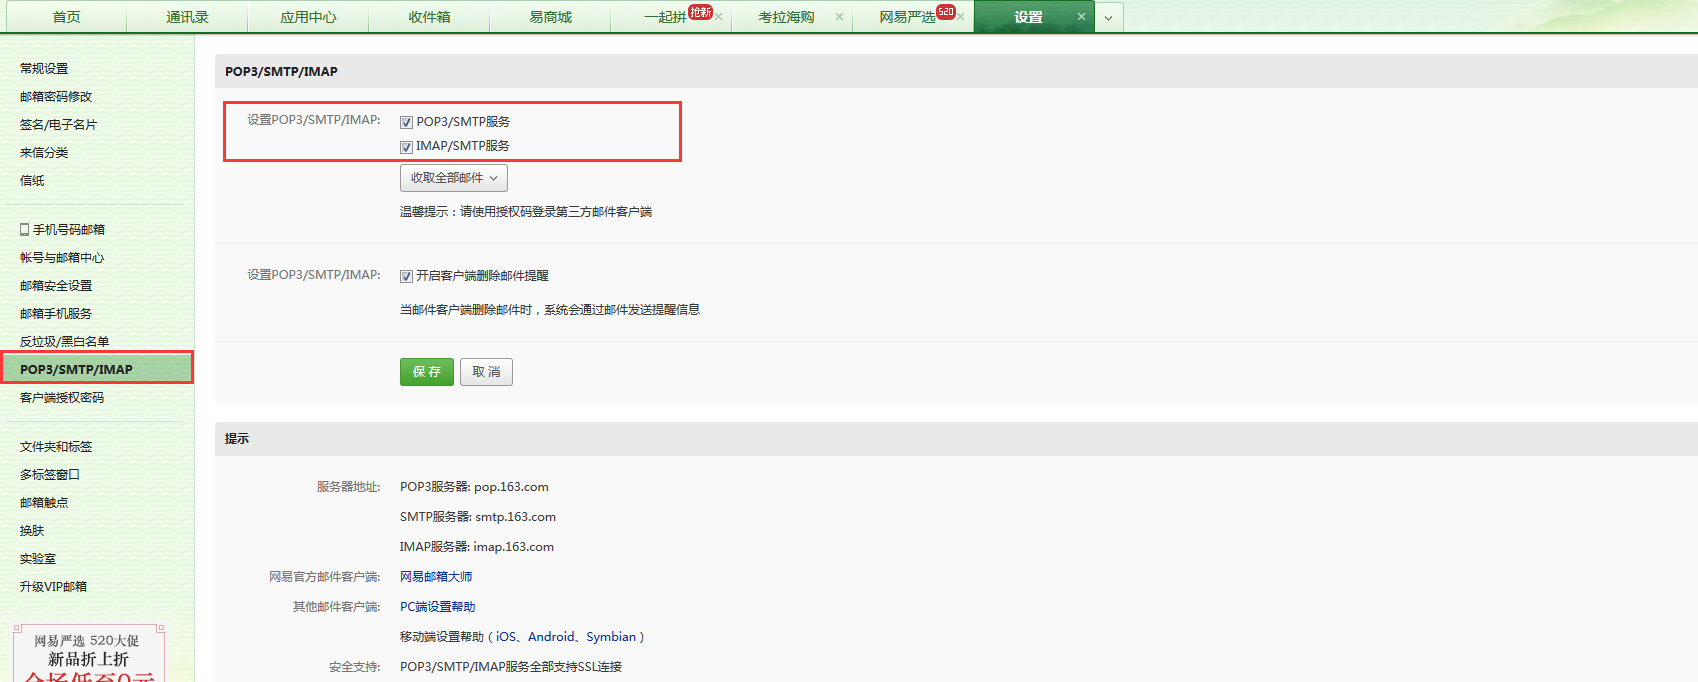 首页 通讯录 应用中心 收件箱 易商城 一起拼 抢新 考拉海购 网易严选 520 设置
常规设置
邮箱密码修改
签名/电子名片
来信分类
信纸
手机号码邮箱
帐号与邮箱中心
邮箱安全设置
邮箱手机服务
反垃圾/黑白名单
POP3/SMTP/IMAP
客户端授权密码
文件夹和标签
多标签窗口
邮箱触点
换肤
实验室
升级VIP邮箱
网易严选 520大促
新品折上折
全场低至0元
POP3/SMTP/IMAP
设置POP3/SMTP/IMAP: POP3/SMTP服务
IMAP/SMTP服务
收取全部邮件
温馨提示：请使用授权码登录第三方邮件客户端
设置POP3/SMTP/IMAP: 开启客户端删除邮件提醒
当邮件客户端删除邮件时，系统会通过邮件发送提醒信息
保存 取消
提示
服务器地址: POP3服务器: pop.163.com
SMTP服务器: smtp.163.com
IMAP服务器: imap.163.com
网易官方邮件客户端: 网易邮箱大师
其他邮件客户端: PC端设置帮助
移动端设置帮助（iOS、Android、Symbian）
安全支持: POP3/SMTP/IMAP服务全部支持SSL连接